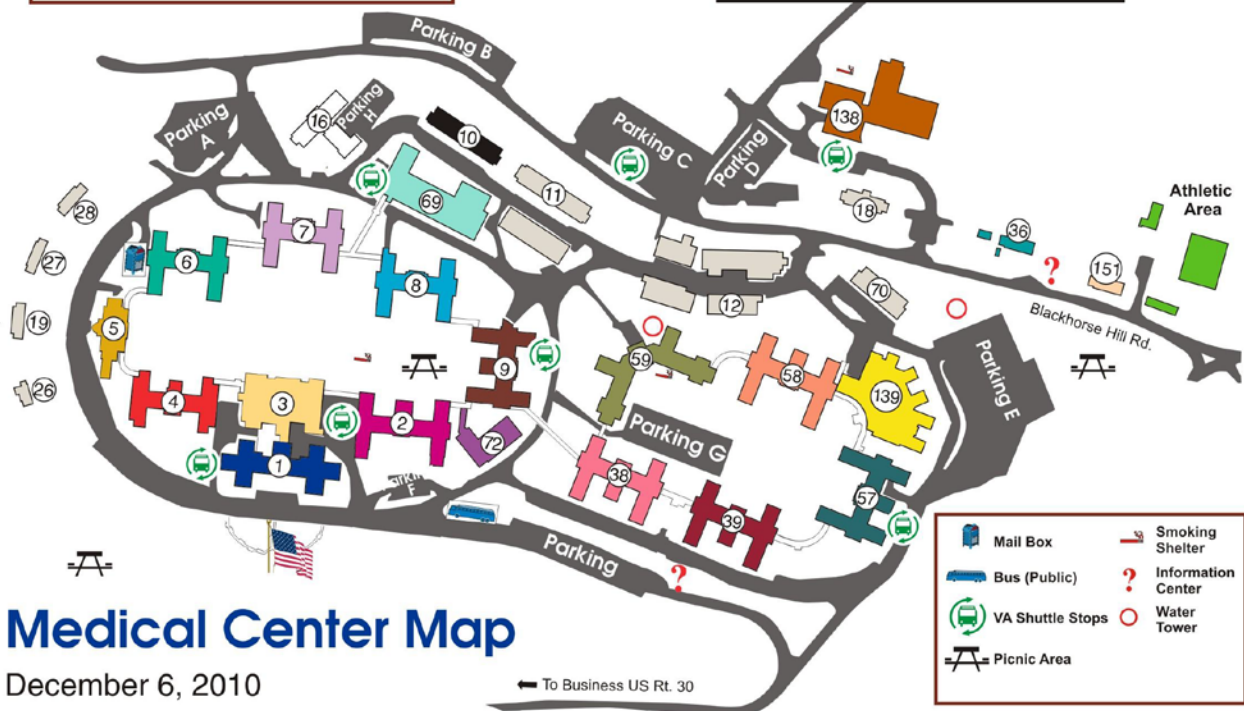 Parking B
Parking
A
16
Parking
H
10
Parking C
138
Parking
D
11
69
18
28
7
36
Athletic
Area
27
6
8
151
70
12
Blackhorse Hill Rd.
19
5
59
9
58
Parking E
26
4
3
139
2
72
Parking G
1
38
57
F
39
Parking
Mail Box
Smoking
Shelter
Bus (Public)
?
Information
Center
VA Shuttle Stops
Water
Tower
Picnic Area
Medical Center Map
December 6, 2010
To Business US Rt. 30